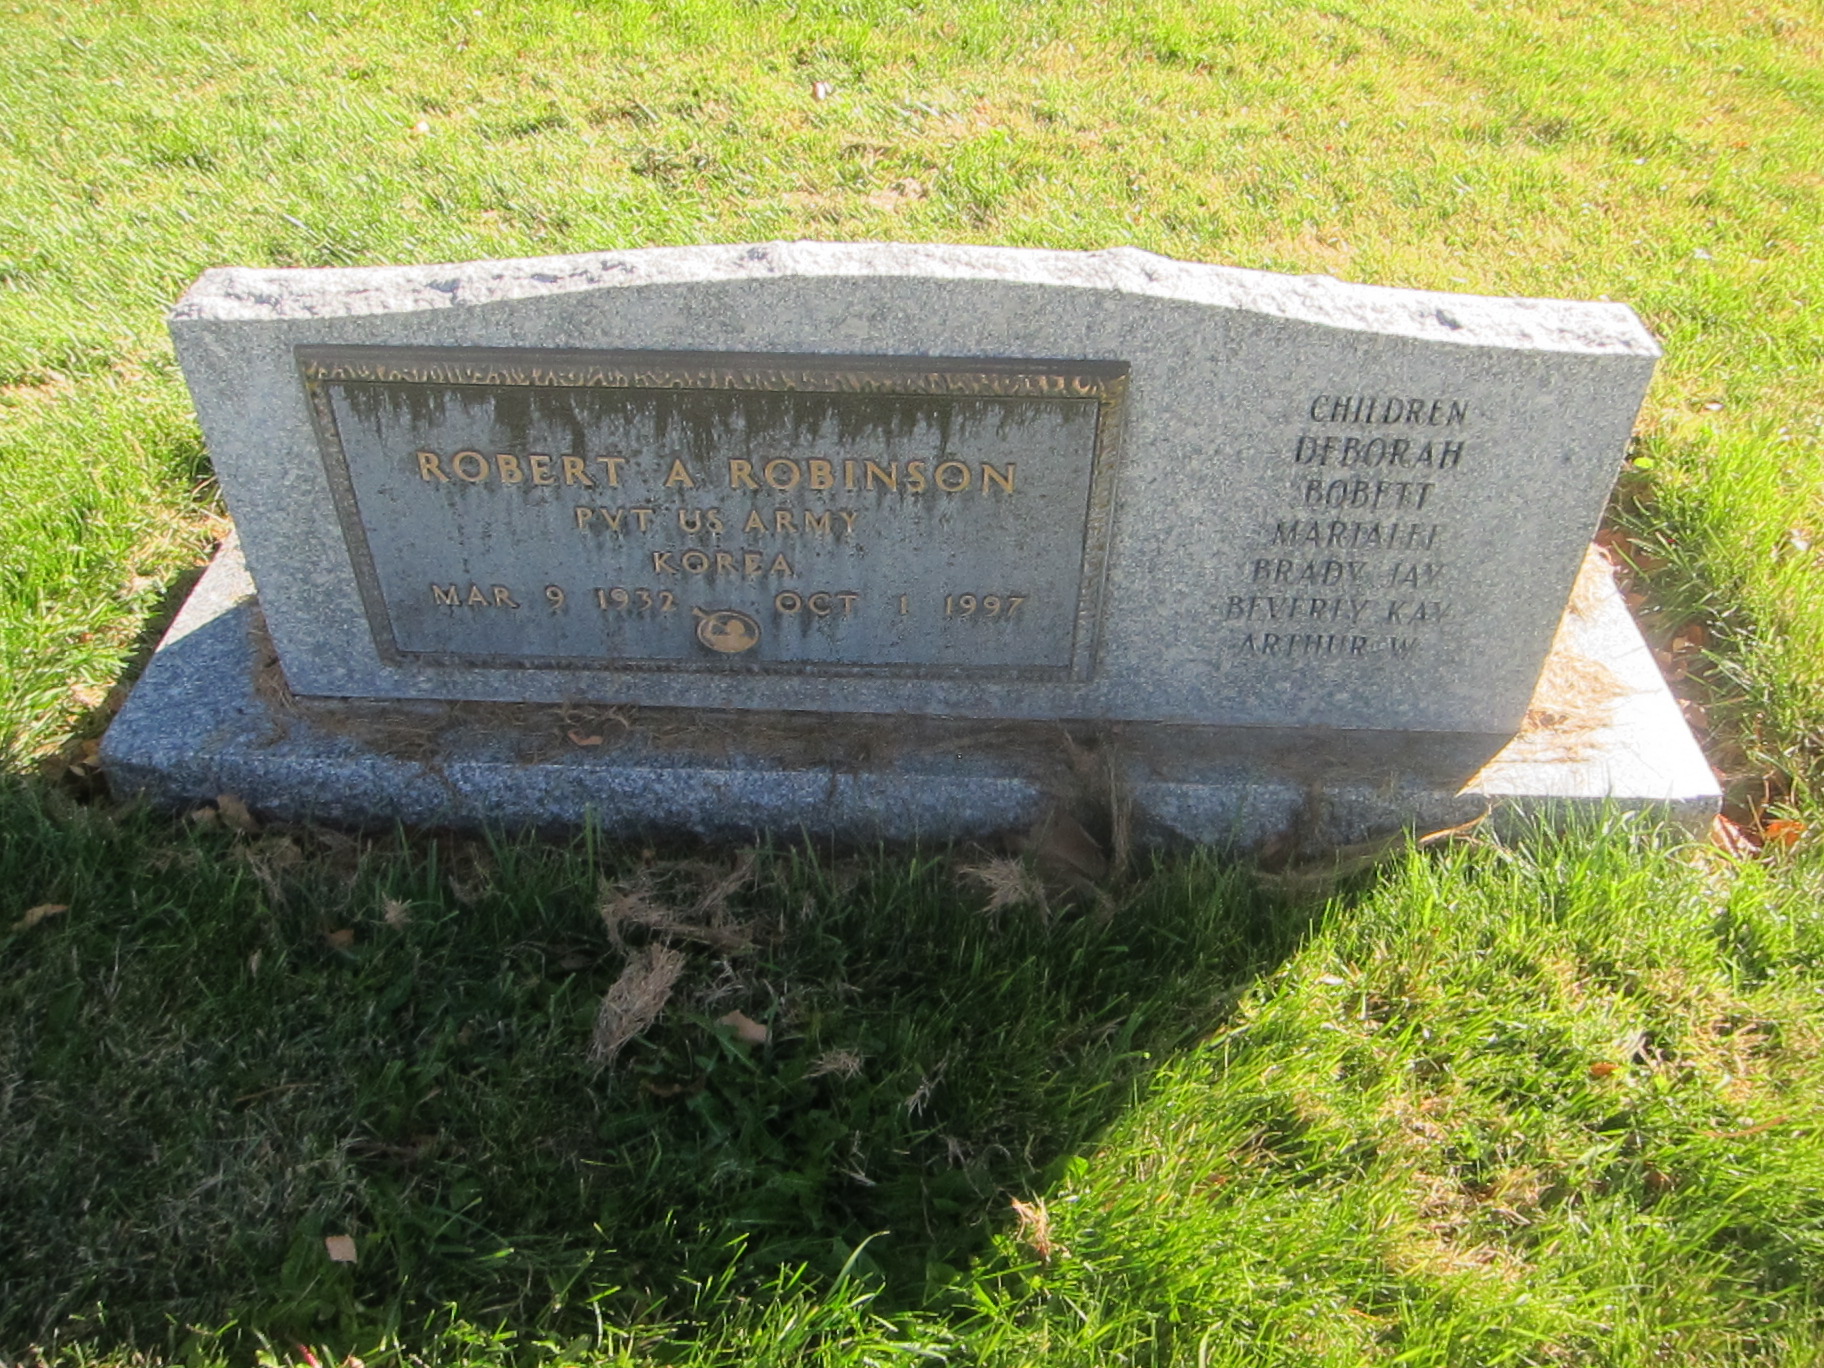 ROBERT A ROBINSON
PVT US ARMY
KOREA
MAR 9 1932 OCT 1 1997
CHILDREN
DEBORAH
BOBETT
MARIALEE
BRADY JAY
BEVERLY KAY
ARTHUR W